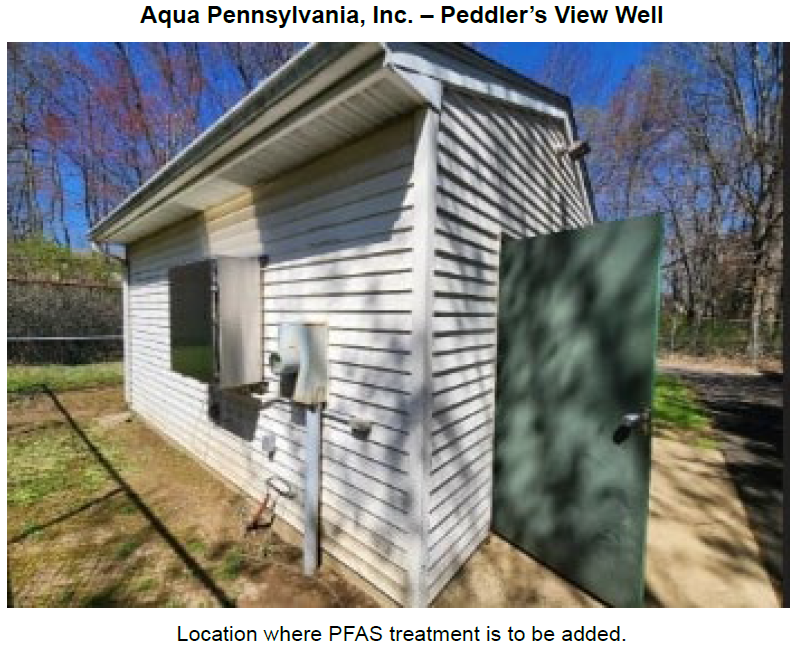 Aqua Pennsylvania, Inc. – Peddler’s View Well
Location where PFAS treatment is to be added.